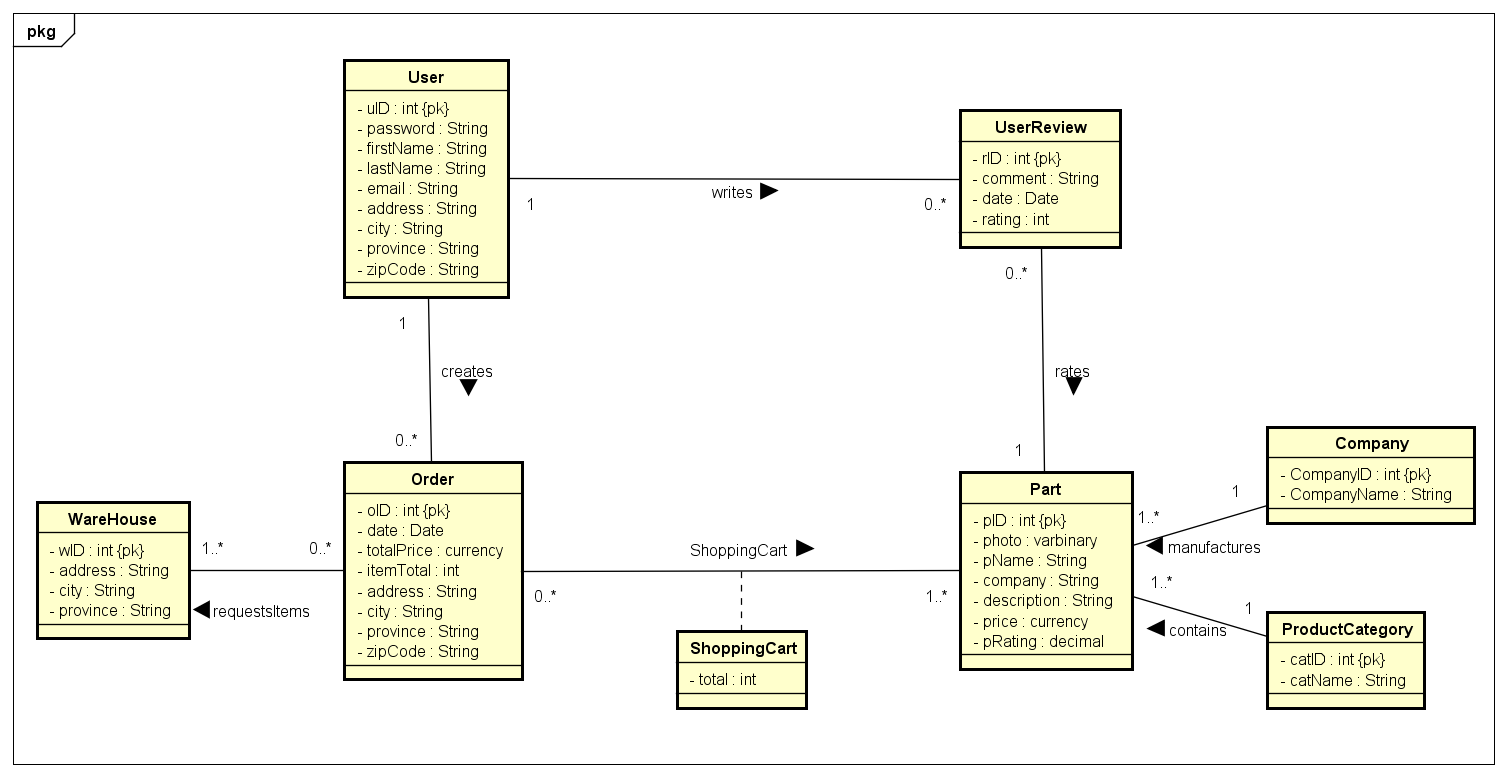 pkg
User
- uID : int {pk}
- password : String
- firstName : String
- lastName : String
- email : String
- address : String
- city : String
- province : String
- zipCode : String
UserReview
- rID : int {pk}
- comment : String
- date : Date
- rating : int
writes
1
0..*
1
creates
0..*
0..*
rates
1
Company
- CompanyID : int {pk}
- CompanyName : String
WareHouse
- wID : int {pk}
- address : String
- city : String
- province : String
1..*
0..*
requestsItems
Order
- oID : int {pk}
- date : Date
- totalPrice : currency
- itemTotal : int
- address : String
- city : String
- province : String
- zipCode : String
ShoppingCart
0..*
1..*
ShoppingCart
- total : int
Part
- pID : int {pk}
- photo : varbinary
- pName : String
- company : String
- description : String
- price : currency
- pRating : decimal
1
1..*
manufactures
1..*
1
contains
ProductCategory
- catID : int {pk}
- catName : String